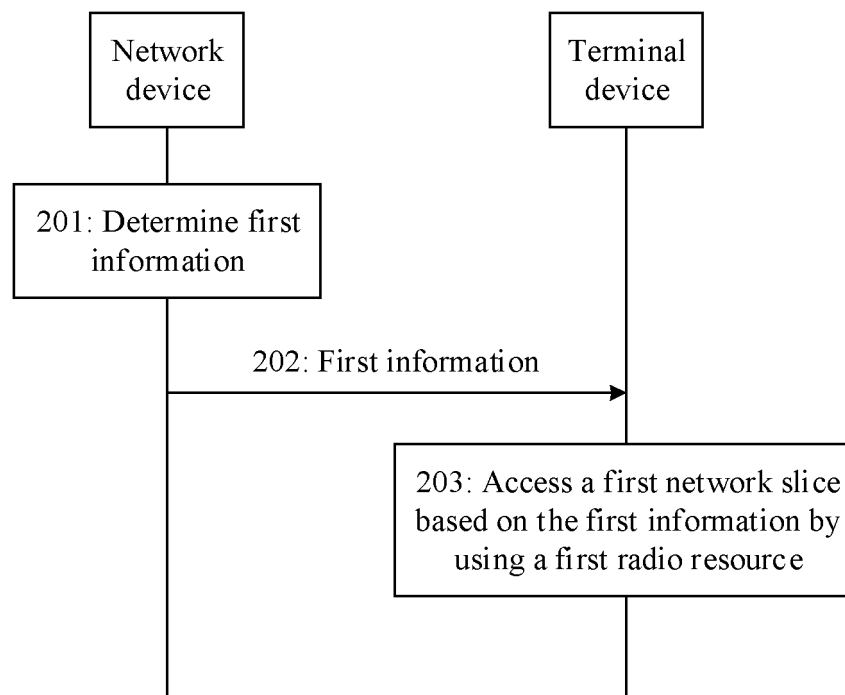 Network
device
Terminal
device
201: Determine first
information
202: First information
203: Access a first network slice
based on the first information by
using a first radio resource